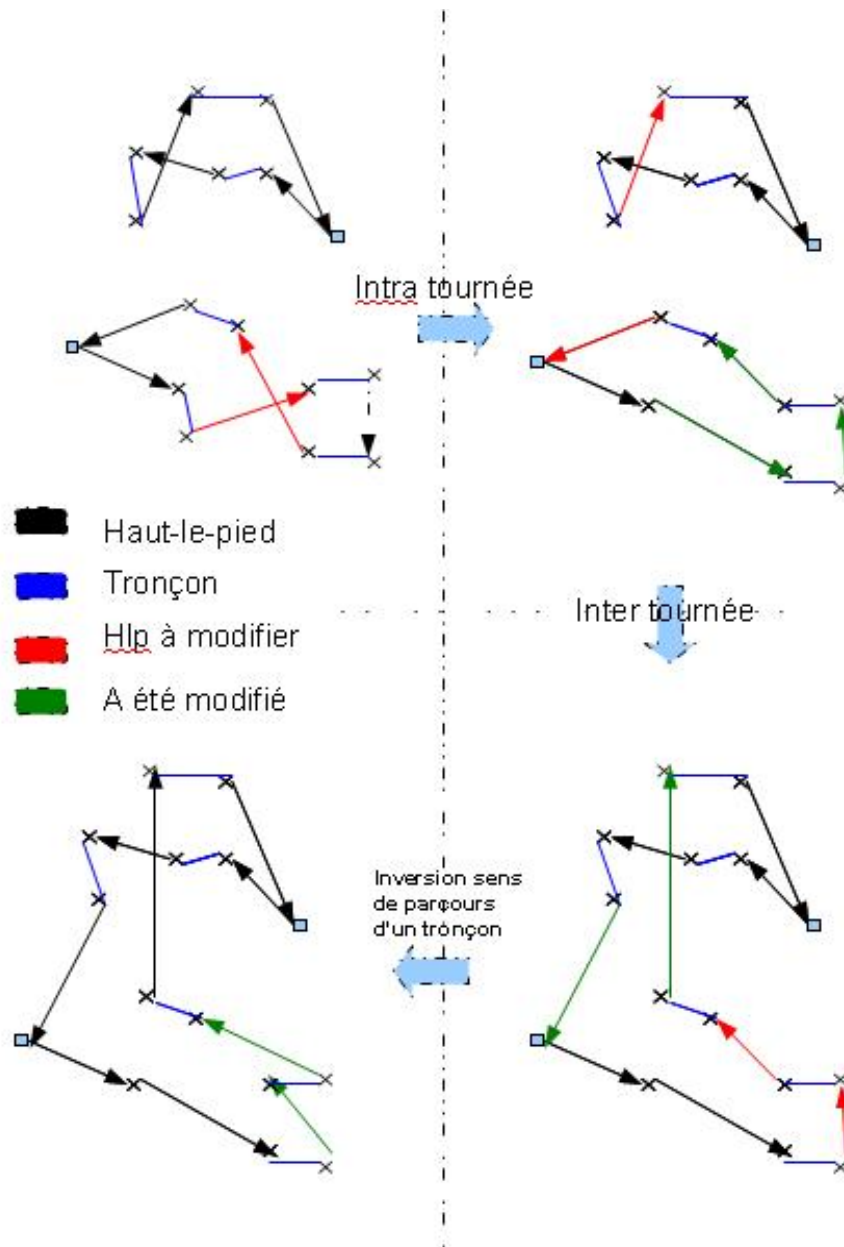 Intra tournée
Haut-le-pied
Tronçon
Hlp à modifier
A été modifié
Inter tournée
Inversion sens
de parcours
d'un tronçon